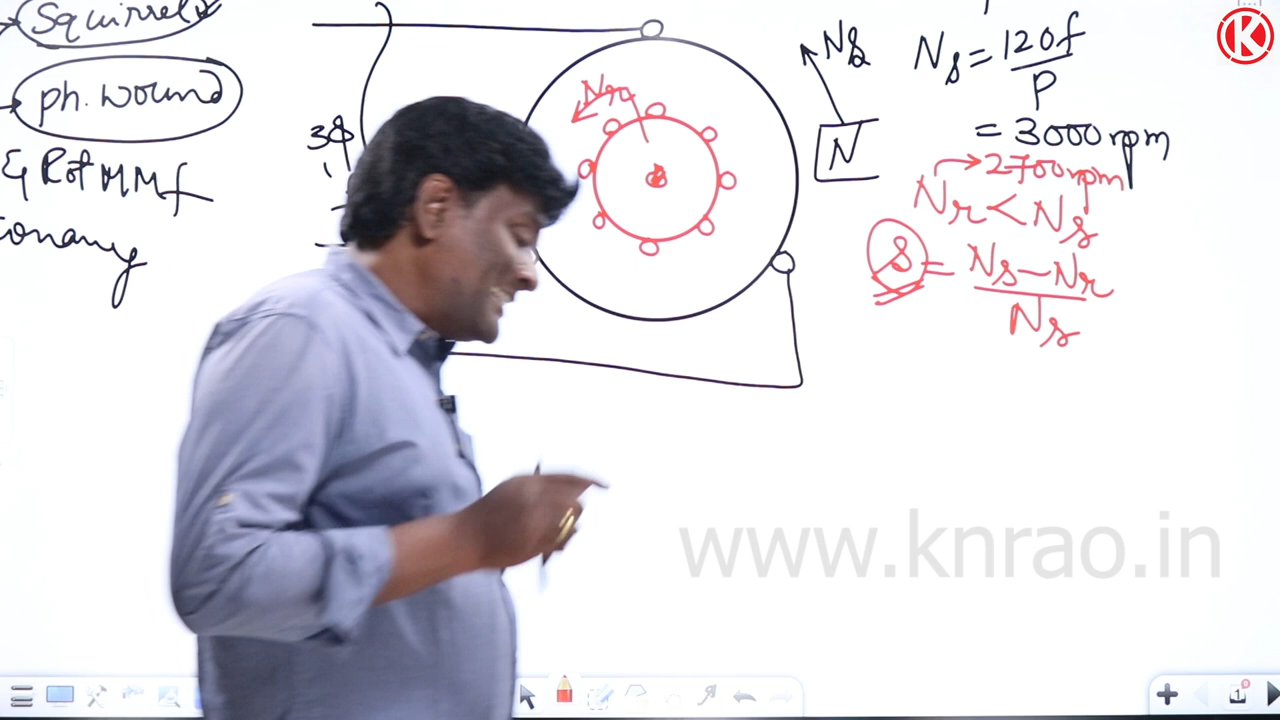 Squirrel
ph. wound
3ϕ
& Rot MMf
Nr
Ns
N
Ns = 120f / P
= 3000 rpm
→ 2700 rpm
Nr < Ns
s = Ns - Nr / Ns
www.knrao.in
K
1